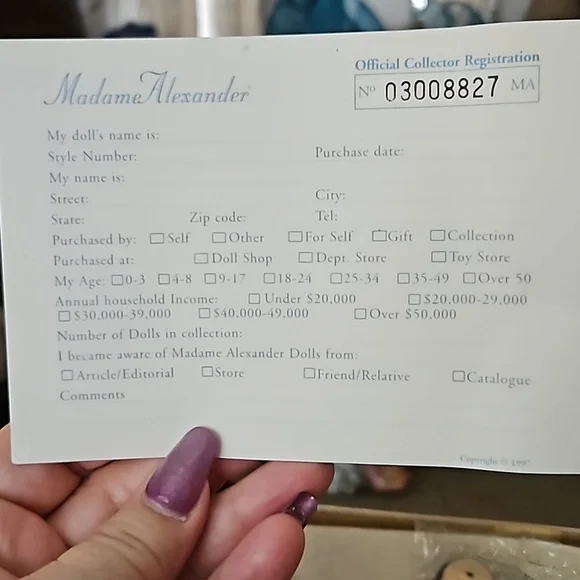 Madame Alexander
Official Collector Registration
Nº 03008827 MA
My doll's name is:
Style Number: Purchase date:
My name is:
Street: City:
State: Zip code: Tel:
Purchased by: Self Other For Self Gift Collection
Purchased at: Doll Shop Dept. Store Toy Store
My Age: 0-3 4-8 9-17 18-24 25-34 35-49 Over 50
Annual household Income: Under $20,000 $20,000-29,000
$30,000-39,000 $40,000-49,000 Over $50,000
Number of Dolls in collection:
I became aware of Madame Alexander Dolls from:
Article/Editorial Store Friend/Relative Catalogue
Comments
Copyright © 1997